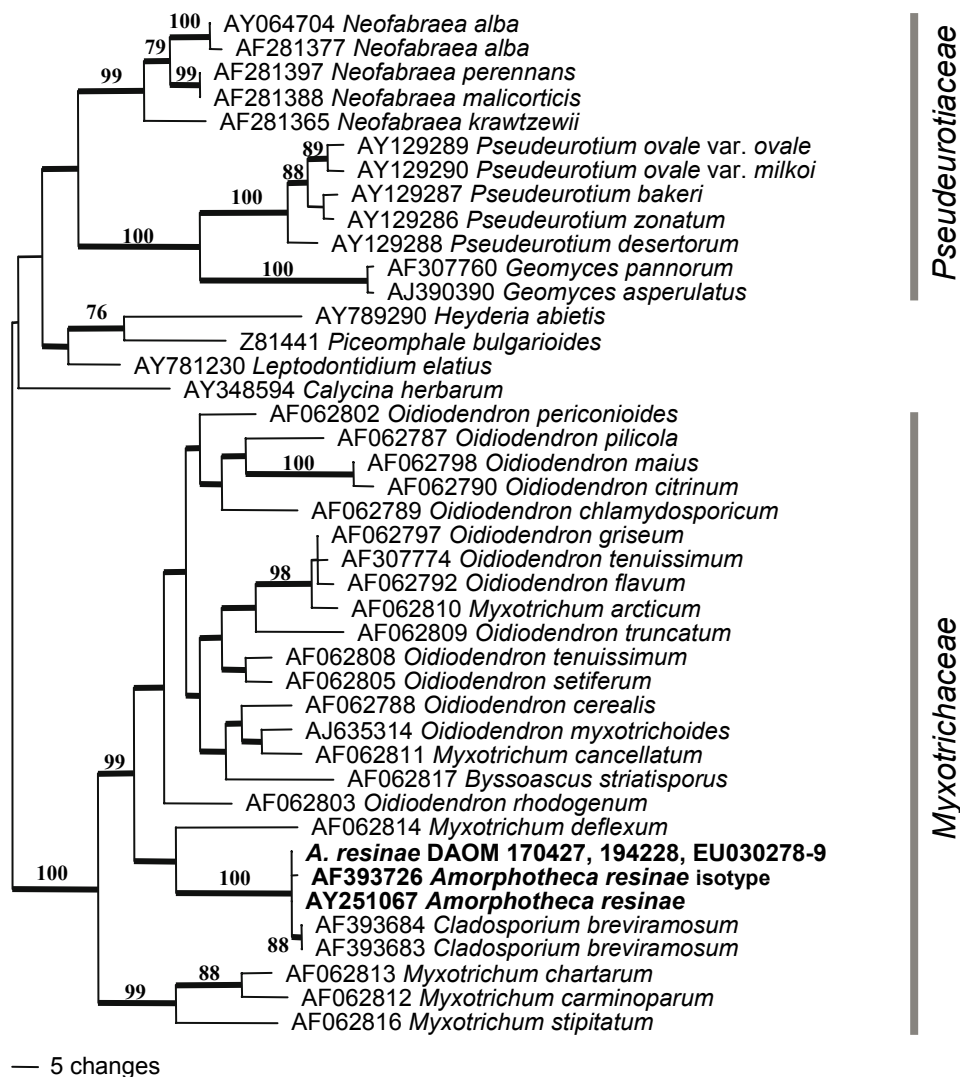 100 AY064704 Neofabraea alba
79 AF281377 Neofabraea alba
99 AF281397 Neofabraea perennans
99 AF281388 Neofabraea malicorticis
AF281365 Neofabraea krawtzewii
89 AY129289 Pseudeurotium ovale var. ovale
88 AY129290 Pseudeurotium ovale var. milkoi
100 AY129287 Pseudeurotium bakeri
AY129286 Pseudeurotium zonatum
100 AY129288 Pseudeurotium desertorum
100 AF307760 Geomyces pannorum
AJ390390 Geomyces asperulatus
Pseudeurotiaceae
76 AY789290 Heyderia abietis
Z81441 Piceomphale bulgarioides
AY781230 Leptodontidium elatius
AY348594 Calycina herbarum
AF062802 Oidiodendron periconioides
AF062787 Oidiodendron pilicola
100 AF062798 Oidiodendron maius
AF062790 Oidiodendron citrinum
AF062789 Oidiodendron chlamydosporicum
AF062797 Oidiodendron griseum
AF307774 Oidiodendron tenuissimum
98 AF062792 Oidiodendron flavum
AF062810 Myxotrichum arcticum
AF062809 Oidiodendron truncatum
AF062808 Oidiodendron tenuissimum
AF062805 Oidiodendron setiferum
AF062788 Oidiodendron cerealis
AJ635314 Oidiodendron myxotrichoides
AF062811 Myxotrichum cancellatum
99 AF062817 Byssoascus striatisporus
AF062803 Oidiodendron rhodogenum
AF062814 Myxotrichum deflexum
A. resinae DAOM 170427, 194228, EU030278-9
100 100 AF393726 Amorphotheca resinae isotype
AY251067 Amorphotheca resinae
AF393684 Cladosporium breviramosum
88 AF393683 Cladosporium breviramosum
88 AF062813 Myxotrichum chartarum
99 AF062812 Myxotrichum carminoparum
AF062816 Myxotrichum stipitatum
Myxotrichaceae
5 changes